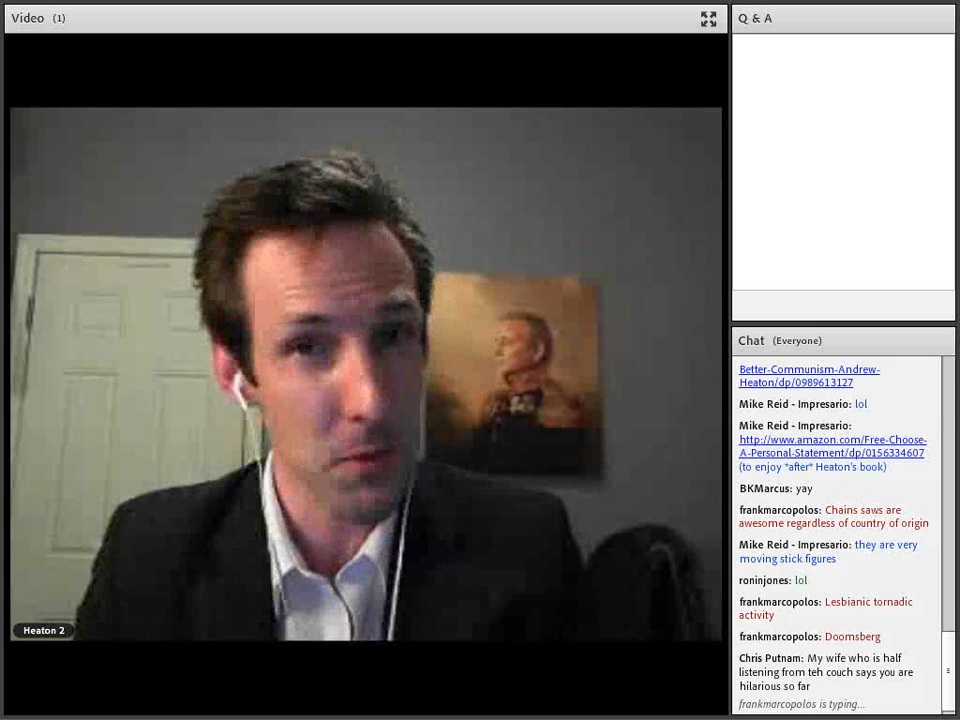 Video (1)
Heaton 2
Q & A
Chat (Everyone)
Better-Communism-Andrew-
Heaton/dp/0989613127
Mike Reid - Impresario: lol
Mike Reid - Impresario:
http://www.amazon.com/Free-Choose-
A-Personal-Statement/dp/0156334607
(to enjoy *after* Heaton's book)
BKMarcus: yay
frankmarcopolos: Chains saws are
awesome regardless of country of origin
Mike Reid - Impresario: they are very
moving stick figures
roninjones: lol
frankmarcopolos: Lesbianic tornadic
activity
frankmarcopolos: Doomsberg
Chris Putnam: My wife who is half
listening from teh couch says you are
hilarious so far
frankmarcopolos is typing...